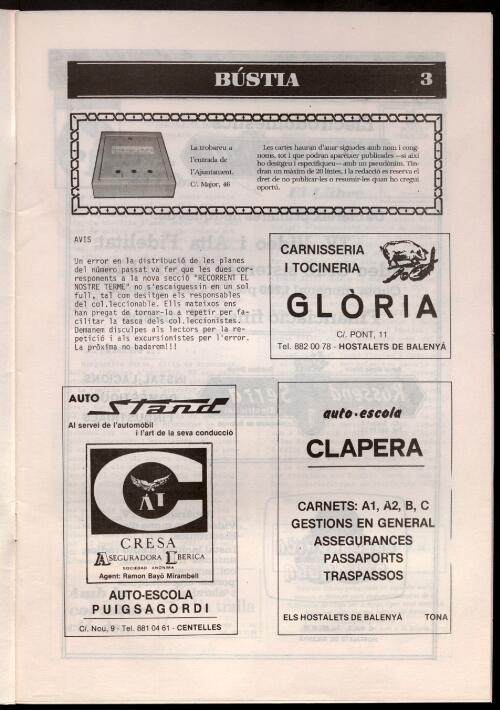 BÚSTIA 3
La trobareu a
l'entrada de
l'Ajuntament.
C/. Major, 46
Les cartes hauran d'anar signades amb nom i cog-
noms, tot i que podran aparèixer publicades —si així
ho desitgeu i especifiqueu— amb un pseudònim. Tin-
dran un màxim de 20 línies, i la redacció es reserva el
dret de no publicar-les o resumir-les quan ho cregui
oportú.
AVIS
Un error en la distribució de les planes
del número passat va fer que les dues cor-
responents a la nova secció "RECORRENT EL
NOSTRE TERME" no s'escaiguessin en un sol
full, tal com desitgen els responsables
del col.leccionable. Ells mateixos ens
han pregat de tornar-lo a repetir per fa-
cilitar la tasca dels col.leccionistes.
Demanem disculpes als lectors per la re-
petició i als excursionistes per l'error.
La pròxima no badarem!!!
CARNISSERIA
I TOCINERIA
GLÒRIA
C/. PONT, 11
Tel. 882 00 78 - HOSTALETS DE BALENYÁ
AUTO Stand
Al servei de l'automòbil
i l'art de la seva conducció
ÀI
CRESA
ASEGURADORA IBERICA
SOCIEDAD ANÓNIMA
Agent: Ramon Bayó Mirambell
AUTO-ESCOLA
PUIGSAGORDI
C/. Nou, 9 - Tel. 881 04 61 - CENTELLES
auto-escola
CLAPERA
CARNETS: A1, A2, B, C
GESTIONS EN GENERAL
ASSEGURANCES
PASSAPORTS
TRASPASSOS
ELS HOSTALETS DE BALENYÁ TONA